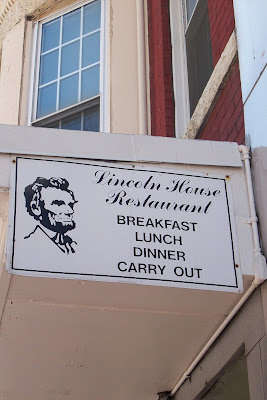 Lincoln House
Restaurant
BREAKFAST
LUNCH
DINNER
CARRY OUT